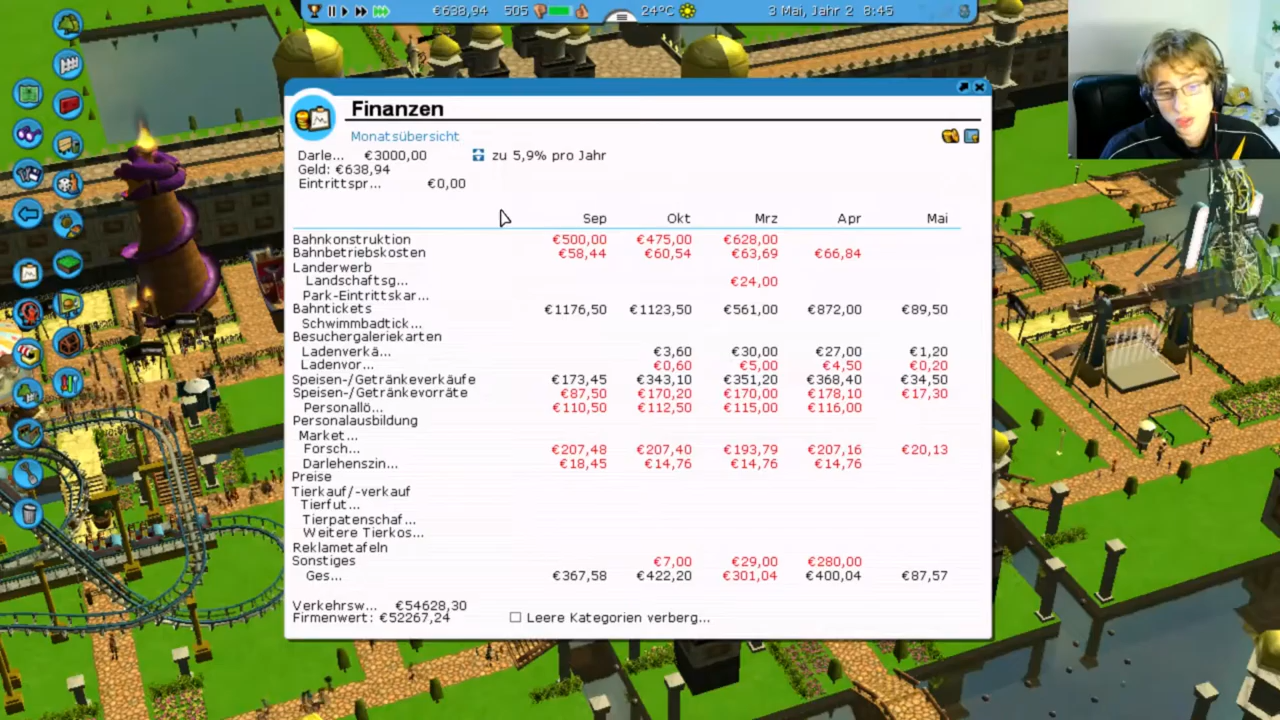 €638,94 505 24°C 3 Mai, Jahr 2 8:45
Finanzen
Monatsübersicht
Darle... €3000,00 zu 5,9% pro Jahr
Geld: €638,94
Eintrittspr... €0,00
Sep Okt Mrz Apr Mai
Bahnkonstruktion €500,00 €475,00 €628,00
Bahnbetriebskosten €58,44 €60,54 €63,69 €66,84
Landerwerb
Landschaftsg... €24,00
Park-Eintrittskar...
Bahntickets €1176,50 €1123,50 €561,00 €872,00 €89,50
Schwimmbadtick...
Besuchergaleriekarten
Ladenverkä... €3,60 €30,00 €27,00 €1,20
Ladenvor... €0,60 €5,00 €4,50 €0,20
Speisen-/Getränkeverkäufe €173,45 €343,10 €351,20 €368,40 €34,50
Speisen-/Getränkevorräte €87,50 €170,20 €170,00 €178,10 €17,30
Personallö... €110,50 €112,50 €115,00 €116,00
Personalausbildung
Market...
Forsch... €207,48 €207,40 €193,79 €207,16 €20,13
Darlehenszin... €18,45 €14,76 €14,76 €14,76
Preise
Tierkauf/-verkauf
Tierfut...
Tierpatenschaf...
Weitere Tierkos...
Reklametafeln
Sonstiges €7,00 €29,00 €280,00
Ges... €367,58 €422,20 €301,04 €400,04 €87,57
Verkehrsw... €54628,30
Firmenwert: €52267,24 Leere Kategorien verberg...